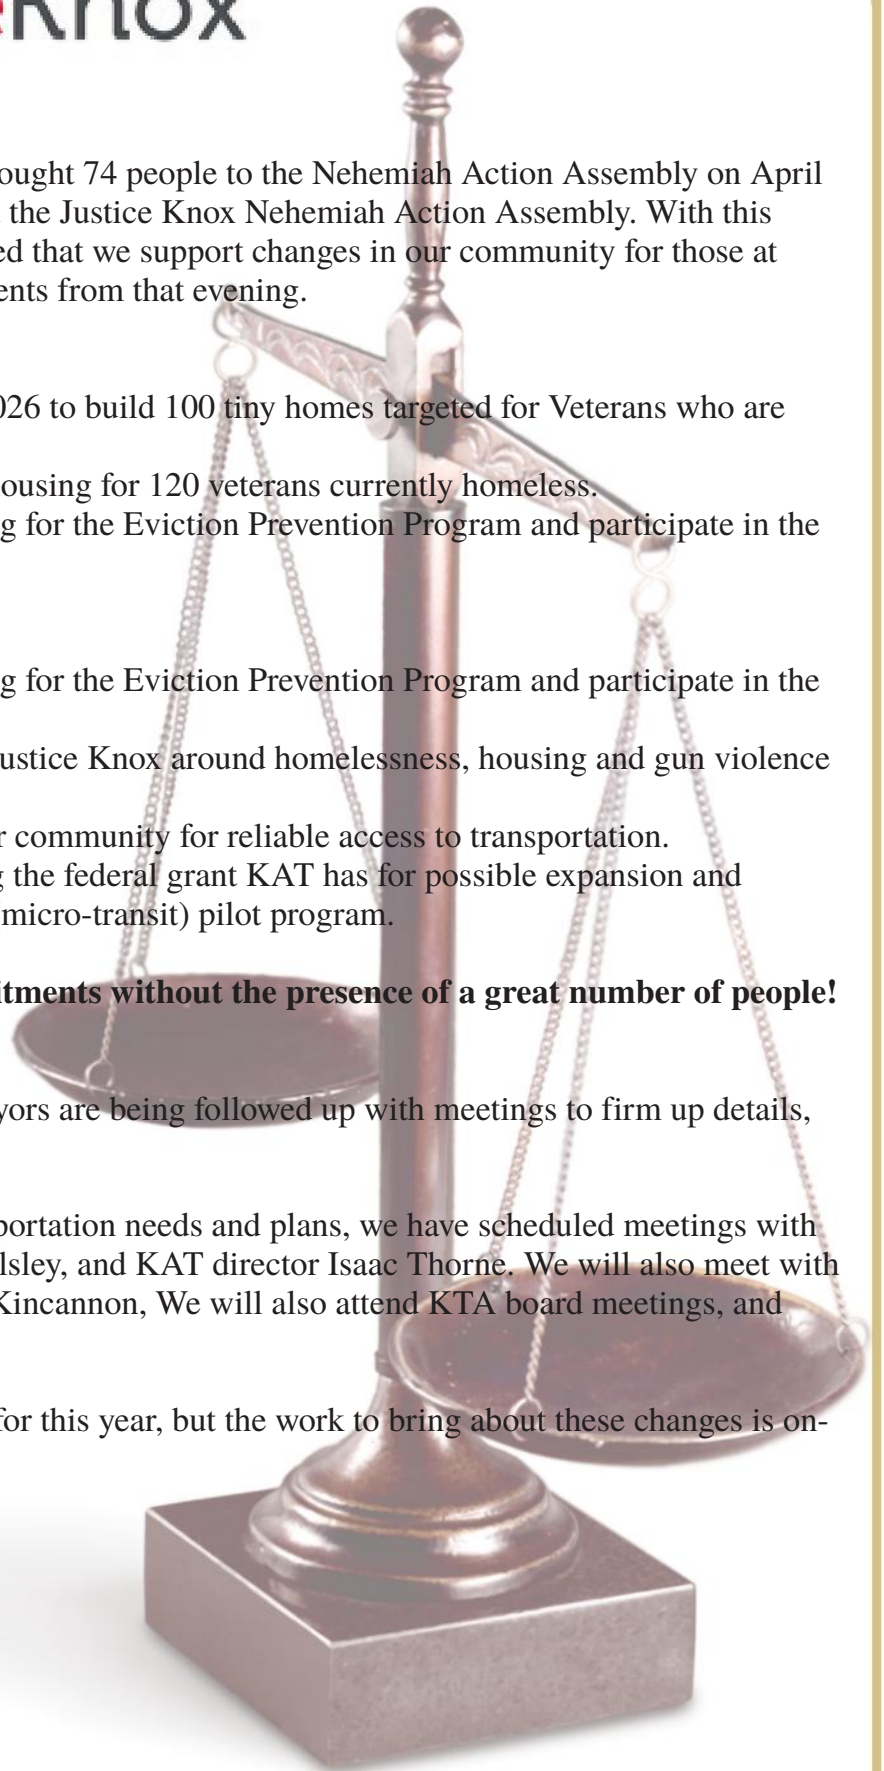 eKnox
ought 74 people to the Nehemiah Action Assembly on April
the Justice Knox Nehemiah Action Assembly. With this
ed that we support changes in our community for those at
ents from that evening.
026 to build 100 tiny homes targeted for Veterans who are
ousing for 120 veterans currently homeless.
g for the Eviction Prevention Program and participate in the
g for the Eviction Prevention Program and participate in the
ustice Knox around homelessness, housing and gun violence
r community for reliable access to transportation.
g the federal grant KAT has for possible expansion and
(micro-transit) pilot program.
itments without the presence of a great number of people!
yors are being followed up with meetings to firm up details,
portation needs and plans, we have scheduled meetings with
lsley, and KAT director Isaac Thorne. We will also meet with
Kincannon, We will also attend KTA board meetings, and
for this year, but the work to bring about these changes is on-